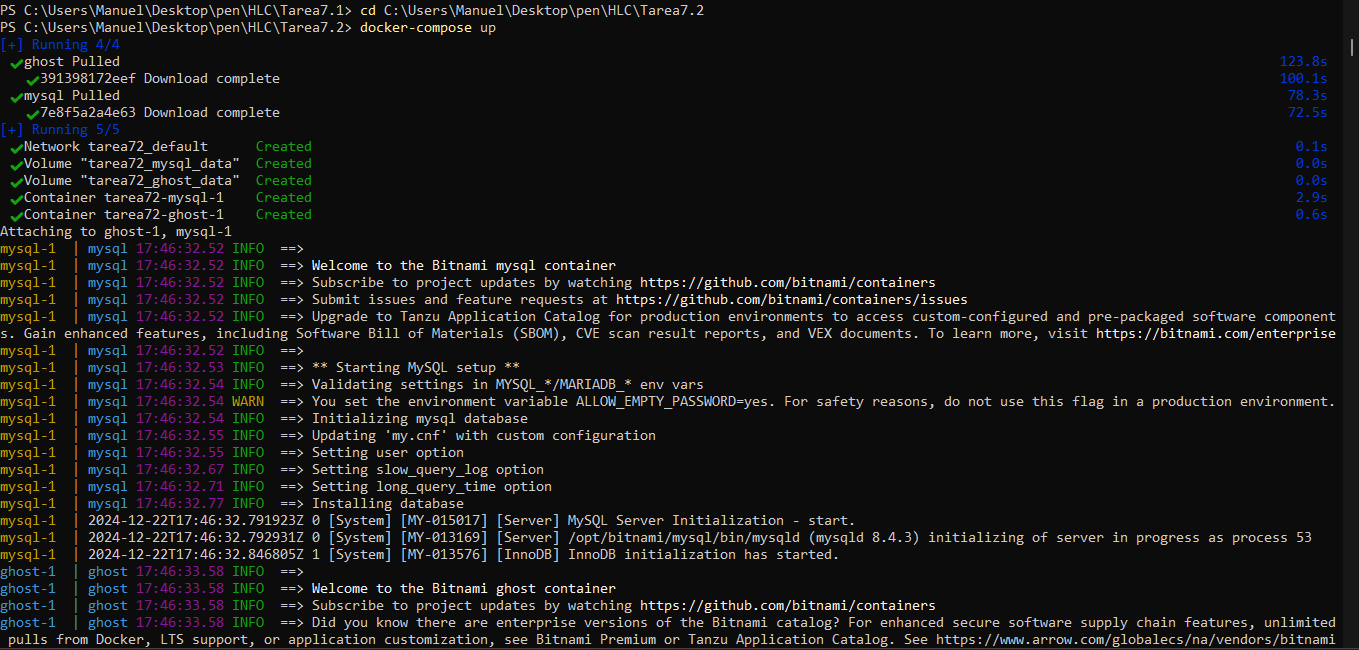 PS C:\Users\Manuel\Desktop\pen\HLC\Tarea7.1> cd C:\Users\Manuel\Desktop\pen\HLC\Tarea7.2
PS C:\Users\Manuel\Desktop\pen\HLC\Tarea7.2> docker-compose up
[+] Running 4/4
✔ghost Pulled 123.8s
✔391398172eef Download complete 100.1s
✔mysql Pulled 78.3s
✔7e8f5a2a4e63 Download complete 72.5s
[+] Running 5/5
✔Network tarea72_default Created 0.1s
✔Volume "tarea72_mysql_data" Created 0.0s
✔Volume "tarea72_ghost_data" Created 0.0s
✔Container tarea72-mysql-1 Created 2.9s
✔Container tarea72-ghost-1 Created 0.6s
Attaching to ghost-1, mysql-1
mysql-1 | mysql 17:46:32.52 INFO ==>
mysql-1 | mysql 17:46:32.52 INFO ==> Welcome to the Bitnami mysql container
mysql-1 | mysql 17:46:32.52 INFO ==> Subscribe to project updates by watching https://github.com/bitnami/containers
mysql-1 | mysql 17:46:32.52 INFO ==> Submit issues and feature requests at https://github.com/bitnami/containers/issues
mysql-1 | mysql 17:46:32.52 INFO ==> Upgrade to Tanzu Application Catalog for production environments to access custom-configured and pre-packaged software component
s. Gain enhanced features, including Software Bill of Materials (SBOM), CVE scan result reports, and VEX documents. To learn more, visit https://bitnami.com/enterprise
mysql-1 | mysql 17:46:32.52 INFO ==>
mysql-1 | mysql 17:46:32.53 INFO ==> ** Starting MySQL setup **
mysql-1 | mysql 17:46:32.54 INFO ==> Validating settings in MYSQL_*/MARIADB_* env vars
mysql-1 | mysql 17:46:32.54 WARN ==> You set the environment variable ALLOW_EMPTY_PASSWORD=yes. For safety reasons, do not use this flag in a production environment.
mysql-1 | mysql 17:46:32.54 INFO ==> Initializing mysql database
mysql-1 | mysql 17:46:32.55 INFO ==> Updating 'my.cnf' with custom configuration
mysql-1 | mysql 17:46:32.55 INFO ==> Setting user option
mysql-1 | mysql 17:46:32.67 INFO ==> Setting slow_query_log option
mysql-1 | mysql 17:46:32.71 INFO ==> Setting long_query_time option
mysql-1 | mysql 17:46:32.77 INFO ==> Installing database
mysql-1 | 2024-12-22T17:46:32.791923Z 0 [System] [MY-015017] [Server] MySQL Server Initialization - start.
mysql-1 | 2024-12-22T17:46:32.792931Z 0 [System] [MY-013169] [Server] /opt/bitnami/mysql/bin/mysqld (mysqld 8.4.3) initializing of server in progress as process 53
mysql-1 | 2024-12-22T17:46:32.846805Z 1 [System] [MY-013576] [InnoDB] InnoDB initialization has started.
ghost-1 | ghost 17:46:33.58 INFO ==>
ghost-1 | ghost 17:46:33.58 INFO ==> Welcome to the Bitnami ghost container
ghost-1 | ghost 17:46:33.58 INFO ==> Subscribe to project updates by watching https://github.com/bitnami/containers
ghost-1 | ghost 17:46:33.58 INFO ==> Did you know there are enterprise versions of the Bitnami catalog? For enhanced secure software supply chain features, unlimited
pulls from Docker, LTS support, or application customization, see Bitnami Premium or Tanzu Application Catalog. See https://www.arrow.com/globalecs/na/vendors/bitnami